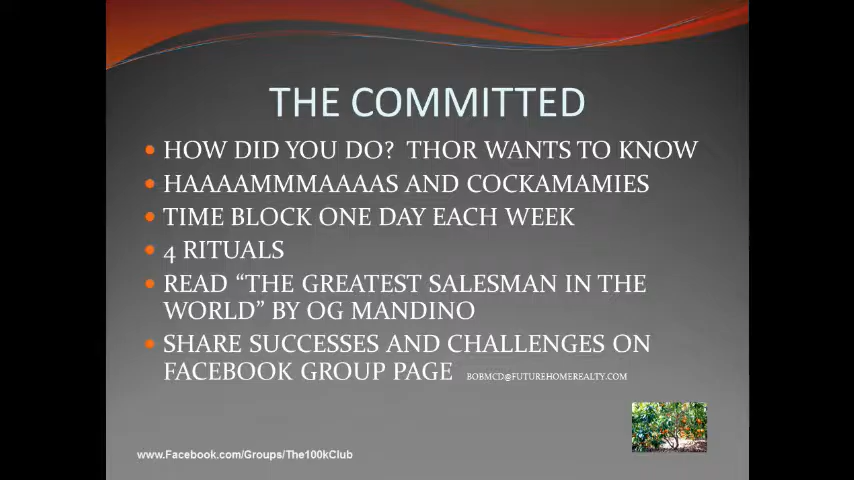 THE COMMITTED
HOW DID YOU DO? THOR WANTS TO KNOW
HAAAAMMMAAAAS AND COCKAMAMIES
TIME BLOCK ONE DAY EACH WEEK
4 RITUALS
READ “THE GREATEST SALESMAN IN THE
WORLD” BY OG MANDINO
SHARE SUCCESSES AND CHALLENGES ON
FACEBOOK GROUP PAGE BOBMCD@FUTUREHOMEREALTY.COM
www.Facebook.com/Groups/The100kClub